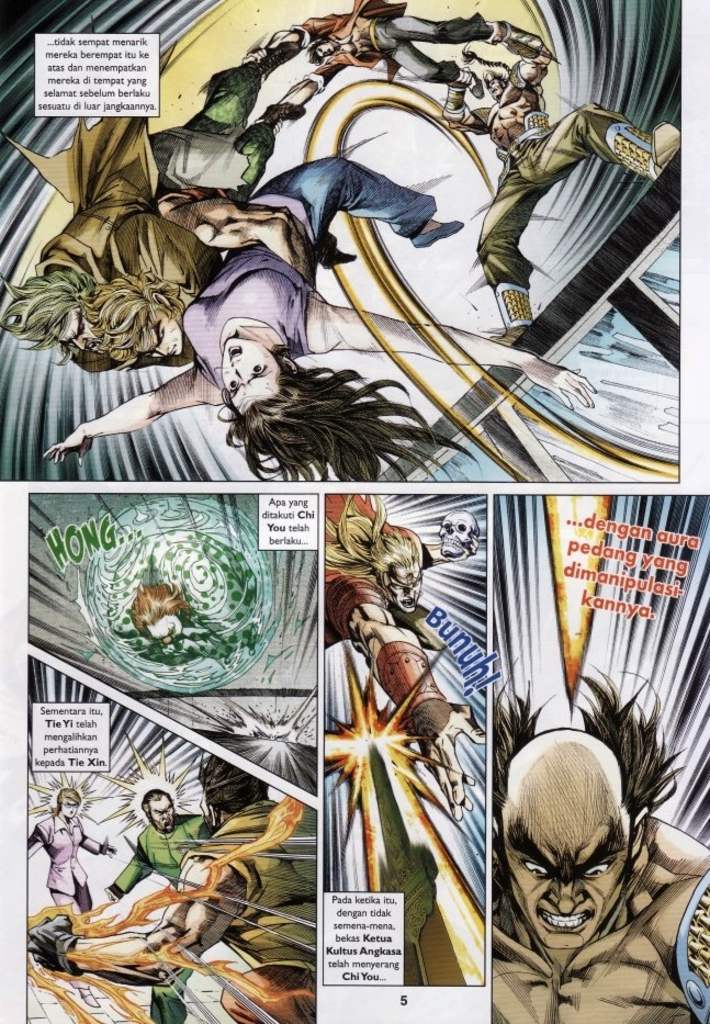 ...tidak sempat menarik
mereka berempat itu ke
atas dan menempatkan
mereka di tempat yang
selamat sebelum berlaku
sesuatu di luar jangkaannya.
HONG...
Apa yang
ditakuti Chi
You telah
berlaku...
Sementara itu,
Tie Yi telah
mengalihkan
perhatiannya
kepada Tie Xin.
Bunuh!
Pada ketika itu,
dengan tidak
semena-mena,
bekas Ketua
Kultus Angkasa
telah menyerang
Chi You...
...dengan aura
pedang yang
dimanipulasi-
kannya.
5